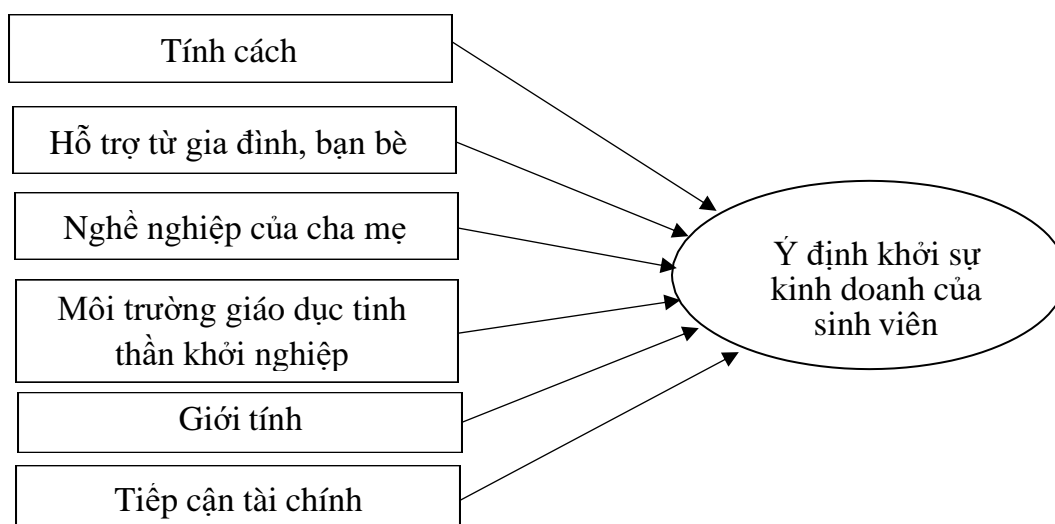 Tính cách
Hỗ trợ từ gia đình, bạn bè
Nghề nghiệp của cha mẹ
Môi trường giáo dục tinh
thần khởi nghiệp
Giới tính
Tiếp cận tài chính
Ý định khởi sự
kinh doanh của
sinh viên